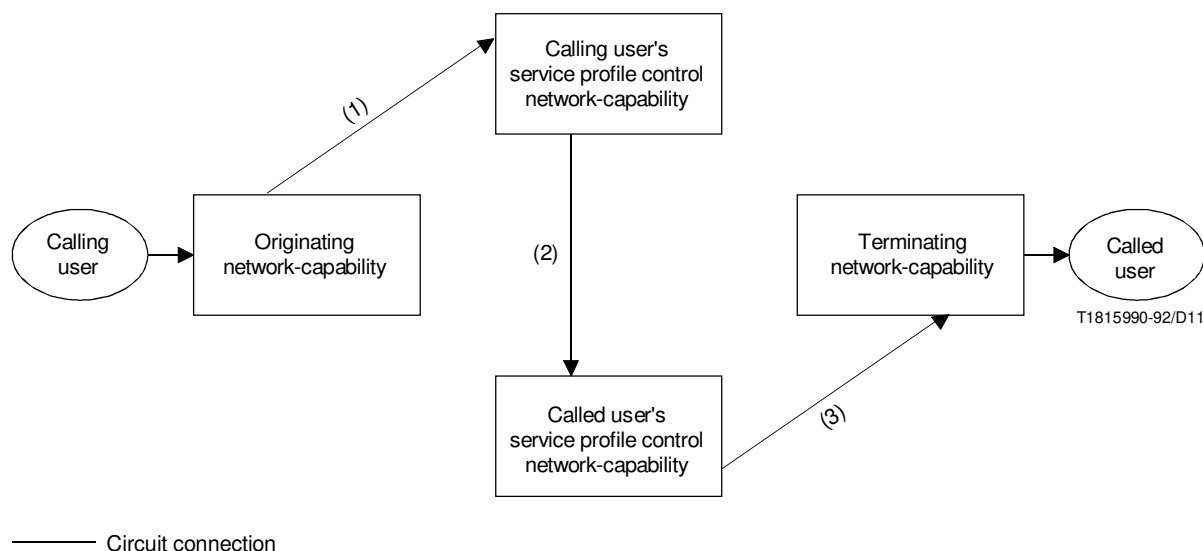 Calling user's
service profile control
network-capability
(1)
Calling
user
Originating
network-capability
(2)
Terminating
network-capability
Called
user
T1815990-92/D11
Called user's
service profile control
network-capability
(3)
Circuit connection